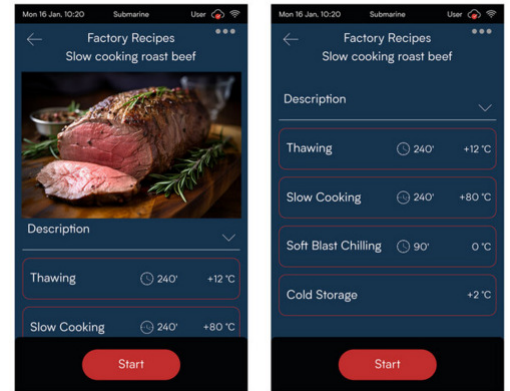 Mon 16 Jan, 10:20 Submarine User
Factory Recipes
Slow cooking roast beef
Description
Thawing 240' +12 °C
Slow Cooking 240' +80 °C
Start
Mon 16 Jan, 10:20 Submarine User
Factory Recipes
Slow cooking roast beef
Description
Thawing 240' +12 °C
Slow Cooking 240' +80 °C
Soft Blast Chilling 90' 0 °C
Cold Storage +2 °C
Start